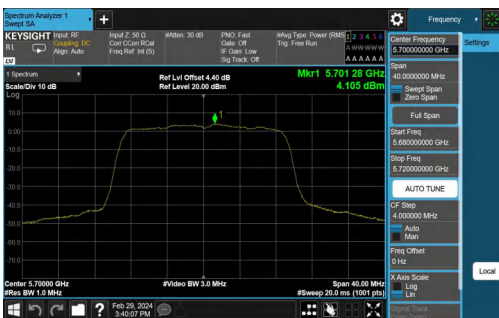 Spectrum Analyzer 1
Swept SA
+
Frequency
KEYSIGHT
Input: RF
Input Z: 50 Ω
#Atten: 30 dB
PNO: Fast
#Avg Type: Power (RMS
1 2 3 4 5 6
RL
Coupling: DC
Corr CCorr RCal
Gate: Off
Trig: Free Run
Align: Auto
Freq Ref: Int (S)
IF Gain: Low
Sig Track: Off
A W W W W W
A A A A A A
LXI
Center Frequency
5.700000000 GHz
Settings
1 Spectrum
Scale/Div 10 dB
Log
Ref Lvl Offset 4.40 dB
Ref Level 20.00 dBm
Mkr1 5.701 28 GHz
4.105 dBm
Span
40.0000000 MHz
Swept Span
Zero Span
Full Span
Start Freq
5.680000000 GHz
Stop Freq
5.720000000 GHz
AUTO TUNE
CF Step
4.000000 MHz
Auto
Man
Freq Offset
0 Hz
X Axis Scale
Log
Lin
Signal Track
Local
1
10.0
0.00
-10.0
-20.0
-30.0
-40.0
-50.0
-60.0
-70.0
Center 5.70000 GHz
#Video BW 3.0 MHz
Span 40.00 MHz
#Res BW 1.0 MHz
#Sweep 20.0 ms (1001 pts)
?
Feb 29, 2024
3:40:07 PM